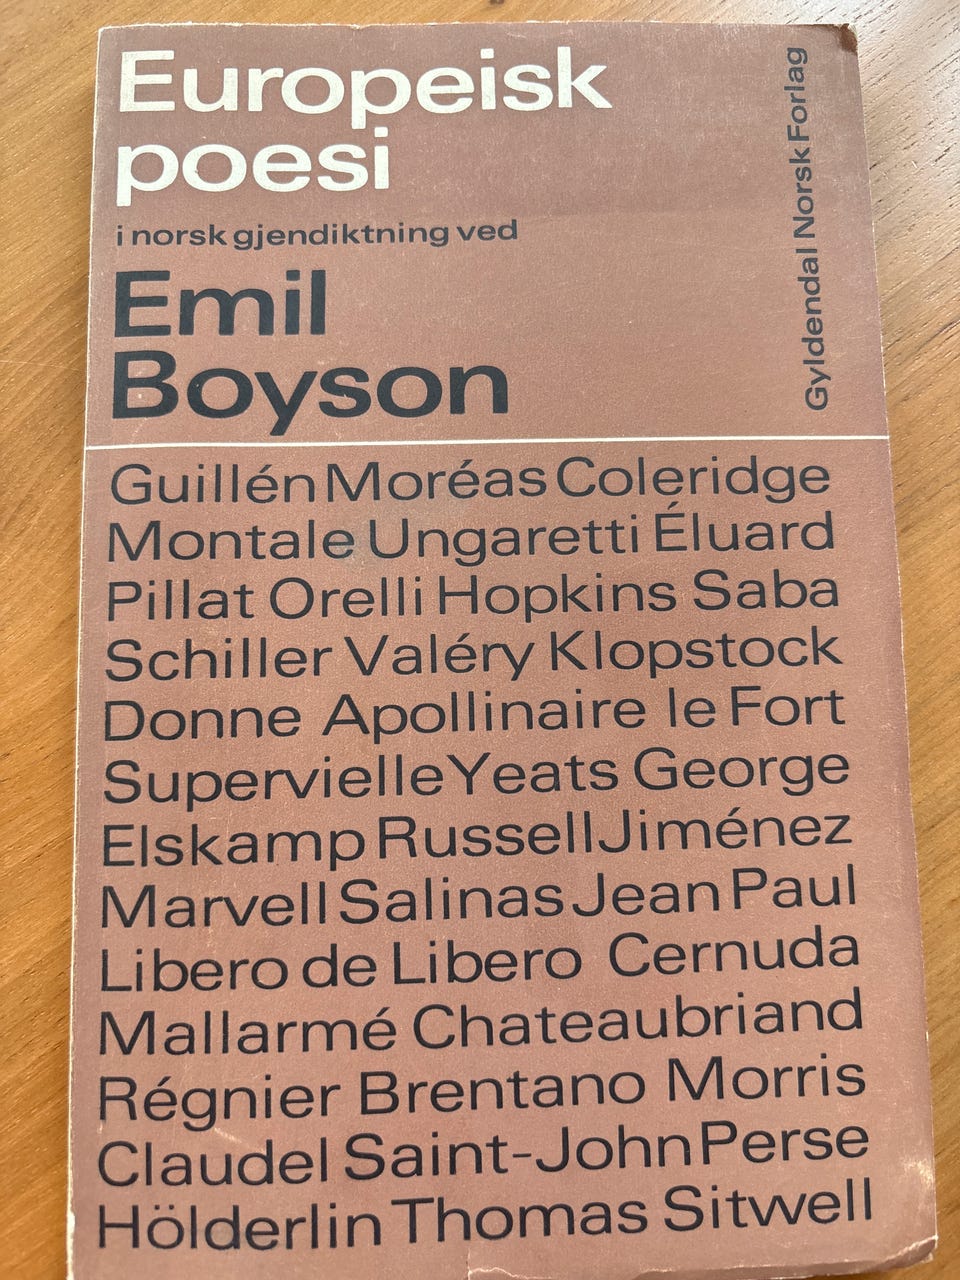 Europeisk
poesi
i norsk gjendiktning ved
Emil
Boyson
Gyldendal Norsk Forlag
Guillén Moréas Coleridge
Montale Ungaretti Éluard
Pillat Orelli Hopkins Saba
Schiller Valéry Klopstock
Donne Apollinaire le Fort
Supervielle Yeats George
Elskamp Russell Jiménez
Marvell Salinas Jean Paul
Libero de Libero Cernuda
Mallarmé Chateaubriand
Régnier Brentano Morris
Claudel Saint-John Perse
Hölderlin Thomas Sitwell